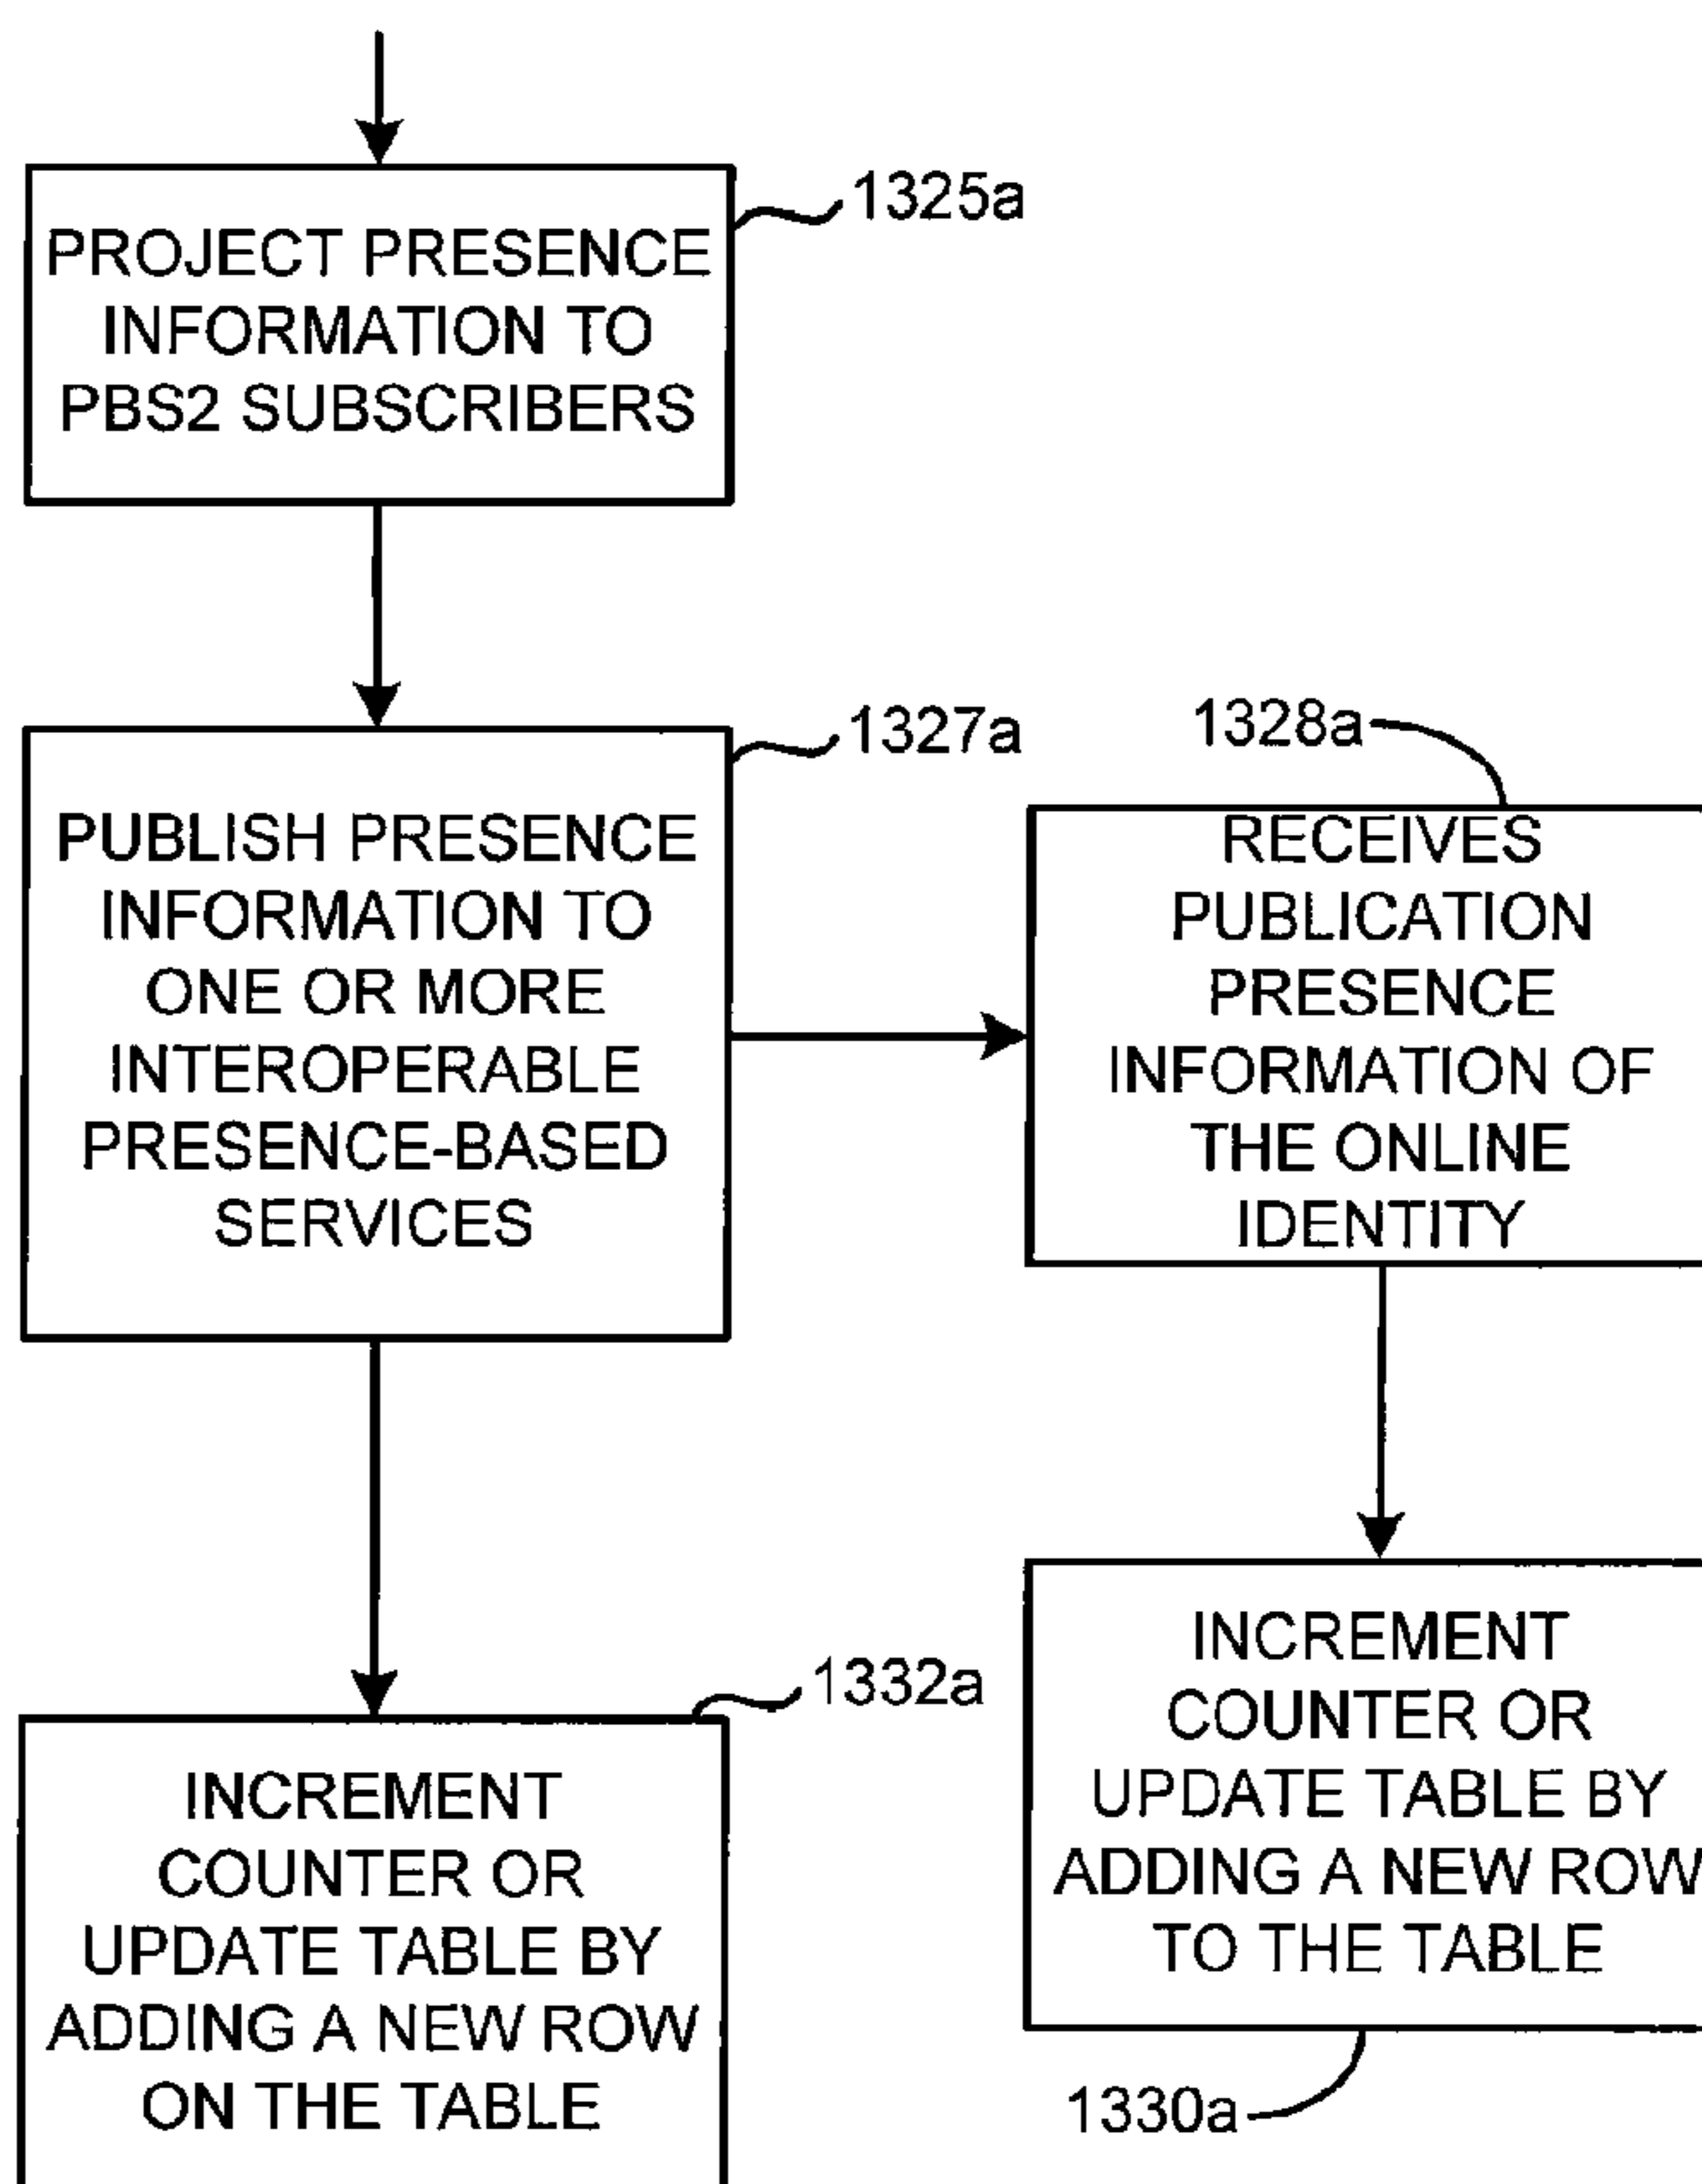 1325a
PROJECT PRESENCE
INFORMATION TO
PBS2 SUBSCRIBERS
1327a
PUBLISH PRESENCE
INFORMATION TO
ONE OR MORE
INTEROPERABLE
PRESENCE-BASED
SERVICES
1328a
RECEIVES
PUBLICATION
PRESENCE
INFORMATION OF
THE ONLINE
IDENTITY
1332a
INCREMENT
COUNTER OR
UPDATE TABLE BY
ADDING A NEW ROW
ON THE TABLE
INCREMENT
COUNTER OR
UPDATE TABLE BY
ADDING A NEW ROW
TO THE TABLE
1330a